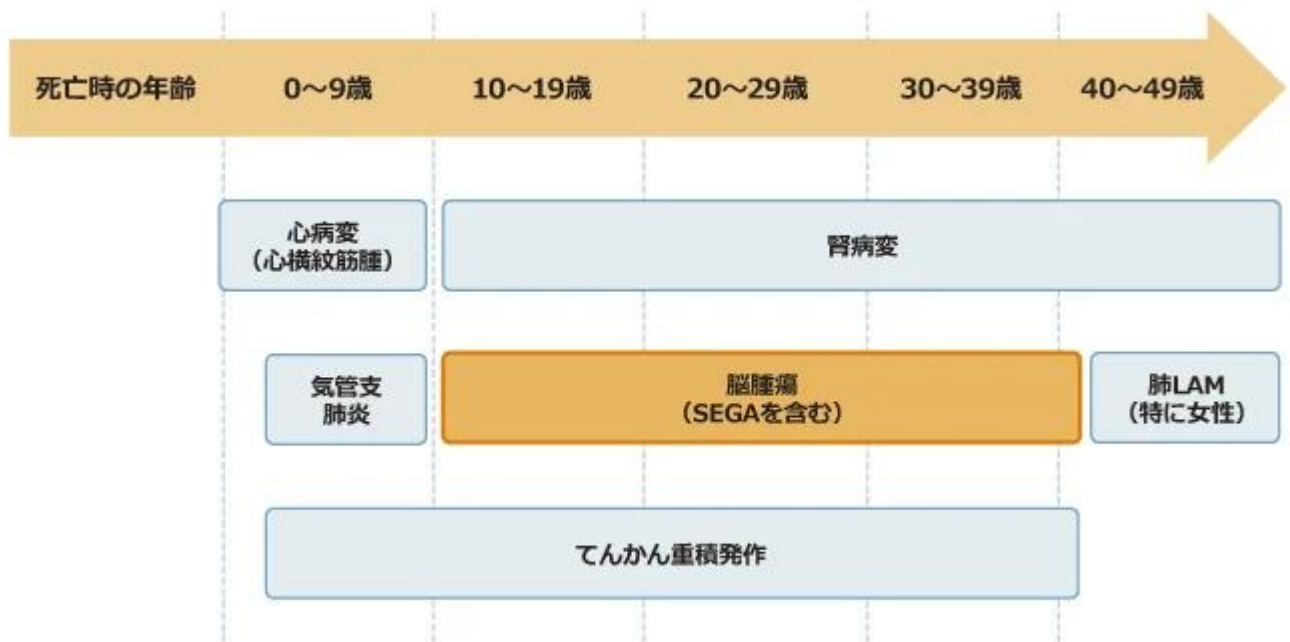 死亡時の年齢 0～9歳 10～19歳 20～29歳 30～39歳 40～49歳
心病変
（心横紋筋腫）
腎病変
気管支
肺炎
脳腫瘍
（SEGAを含む）
肺LAM
（特に女性）
てんかん重積発作